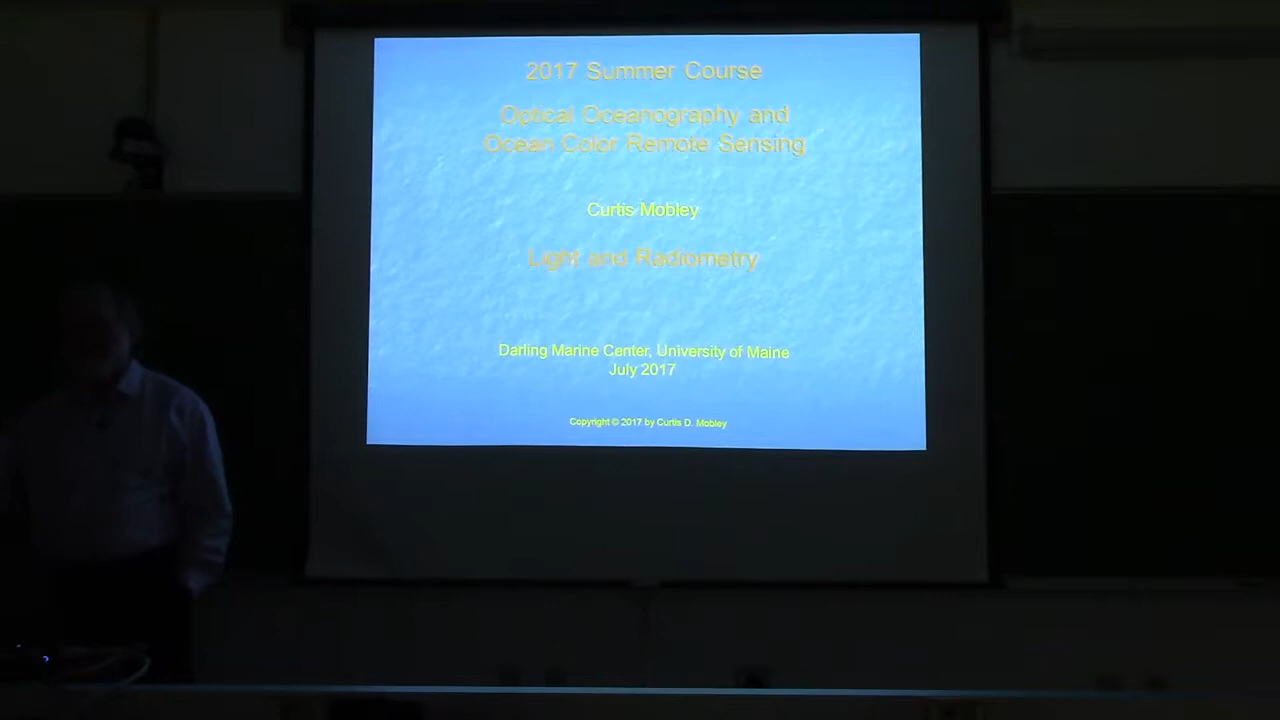 2017 Summer Course
Optical Oceanography and
Ocean Color Remote Sensing
Curtis Mobley
Light and Radiometry
Darling Marine Center, University of Maine
July 2017
Copyright © 2017 by Curtis D. Mobley